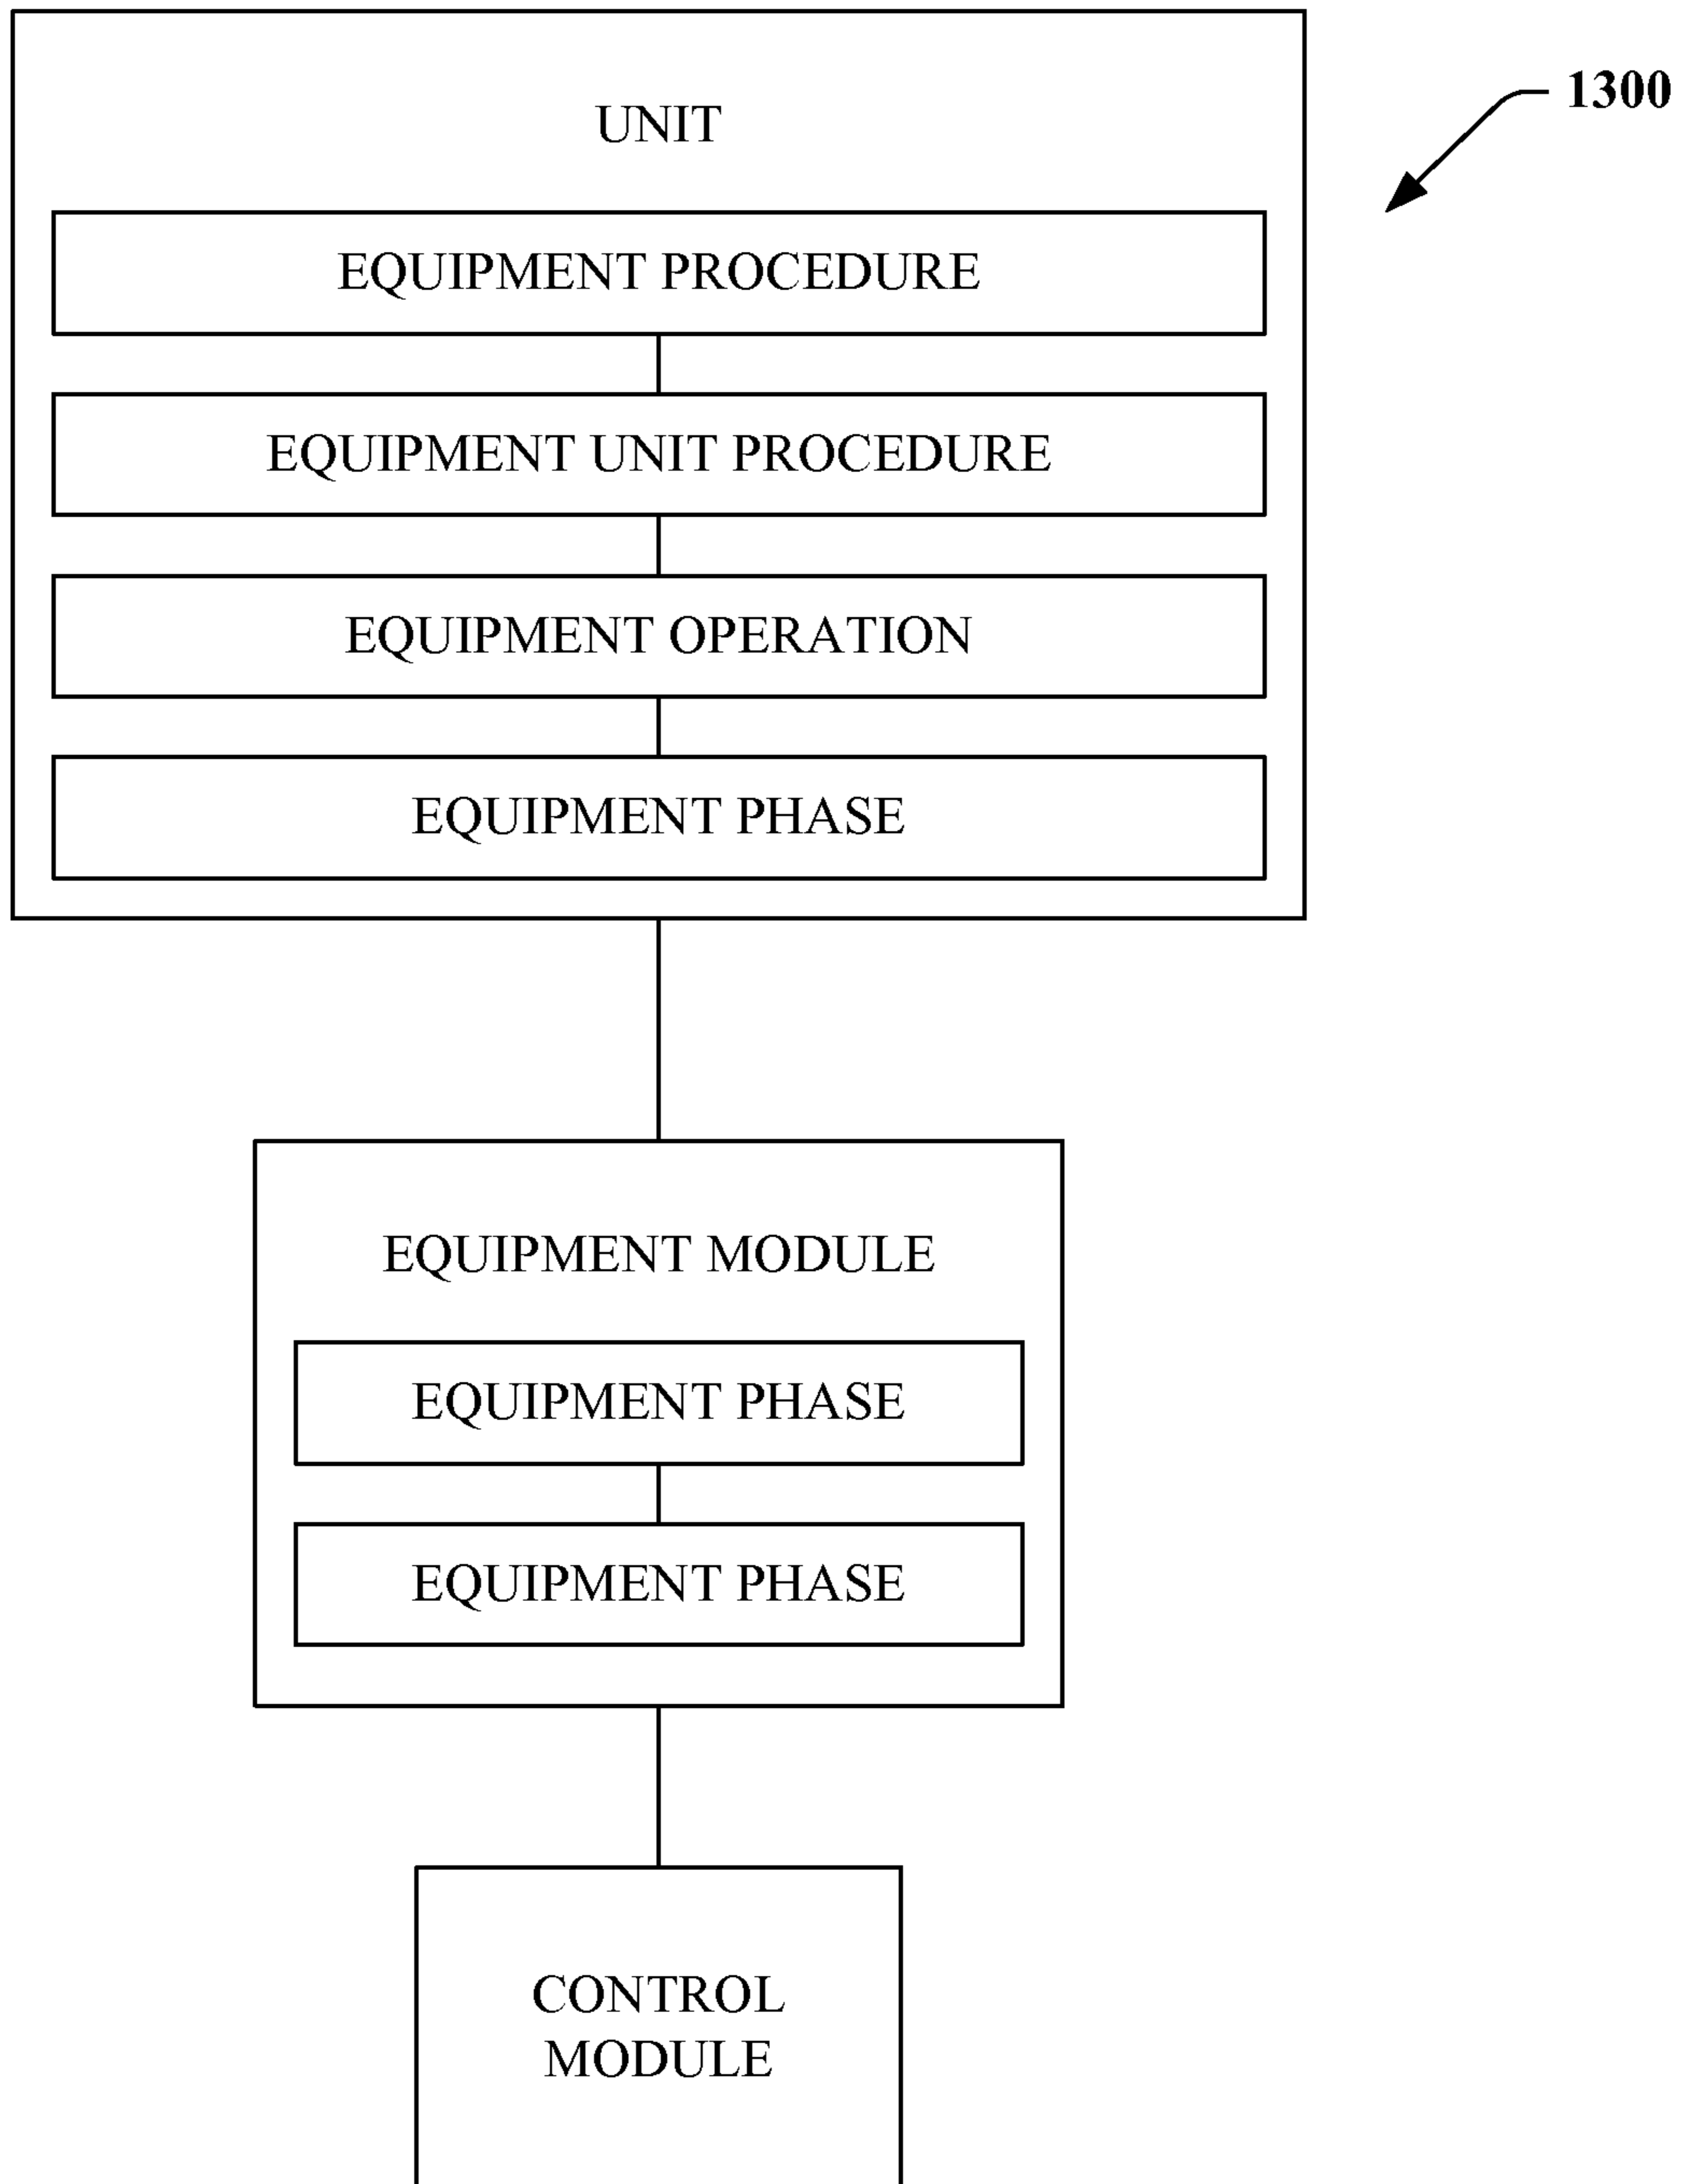 UNIT
1300
EQUIPMENT PROCEDURE
EQUIPMENT UNIT PROCEDURE
EQUIPMENT OPERATION
EQUIPMENT PHASE
EQUIPMENT MODULE
EQUIPMENT PHASE
EQUIPMENT PHASE
CONTROL
MODULE